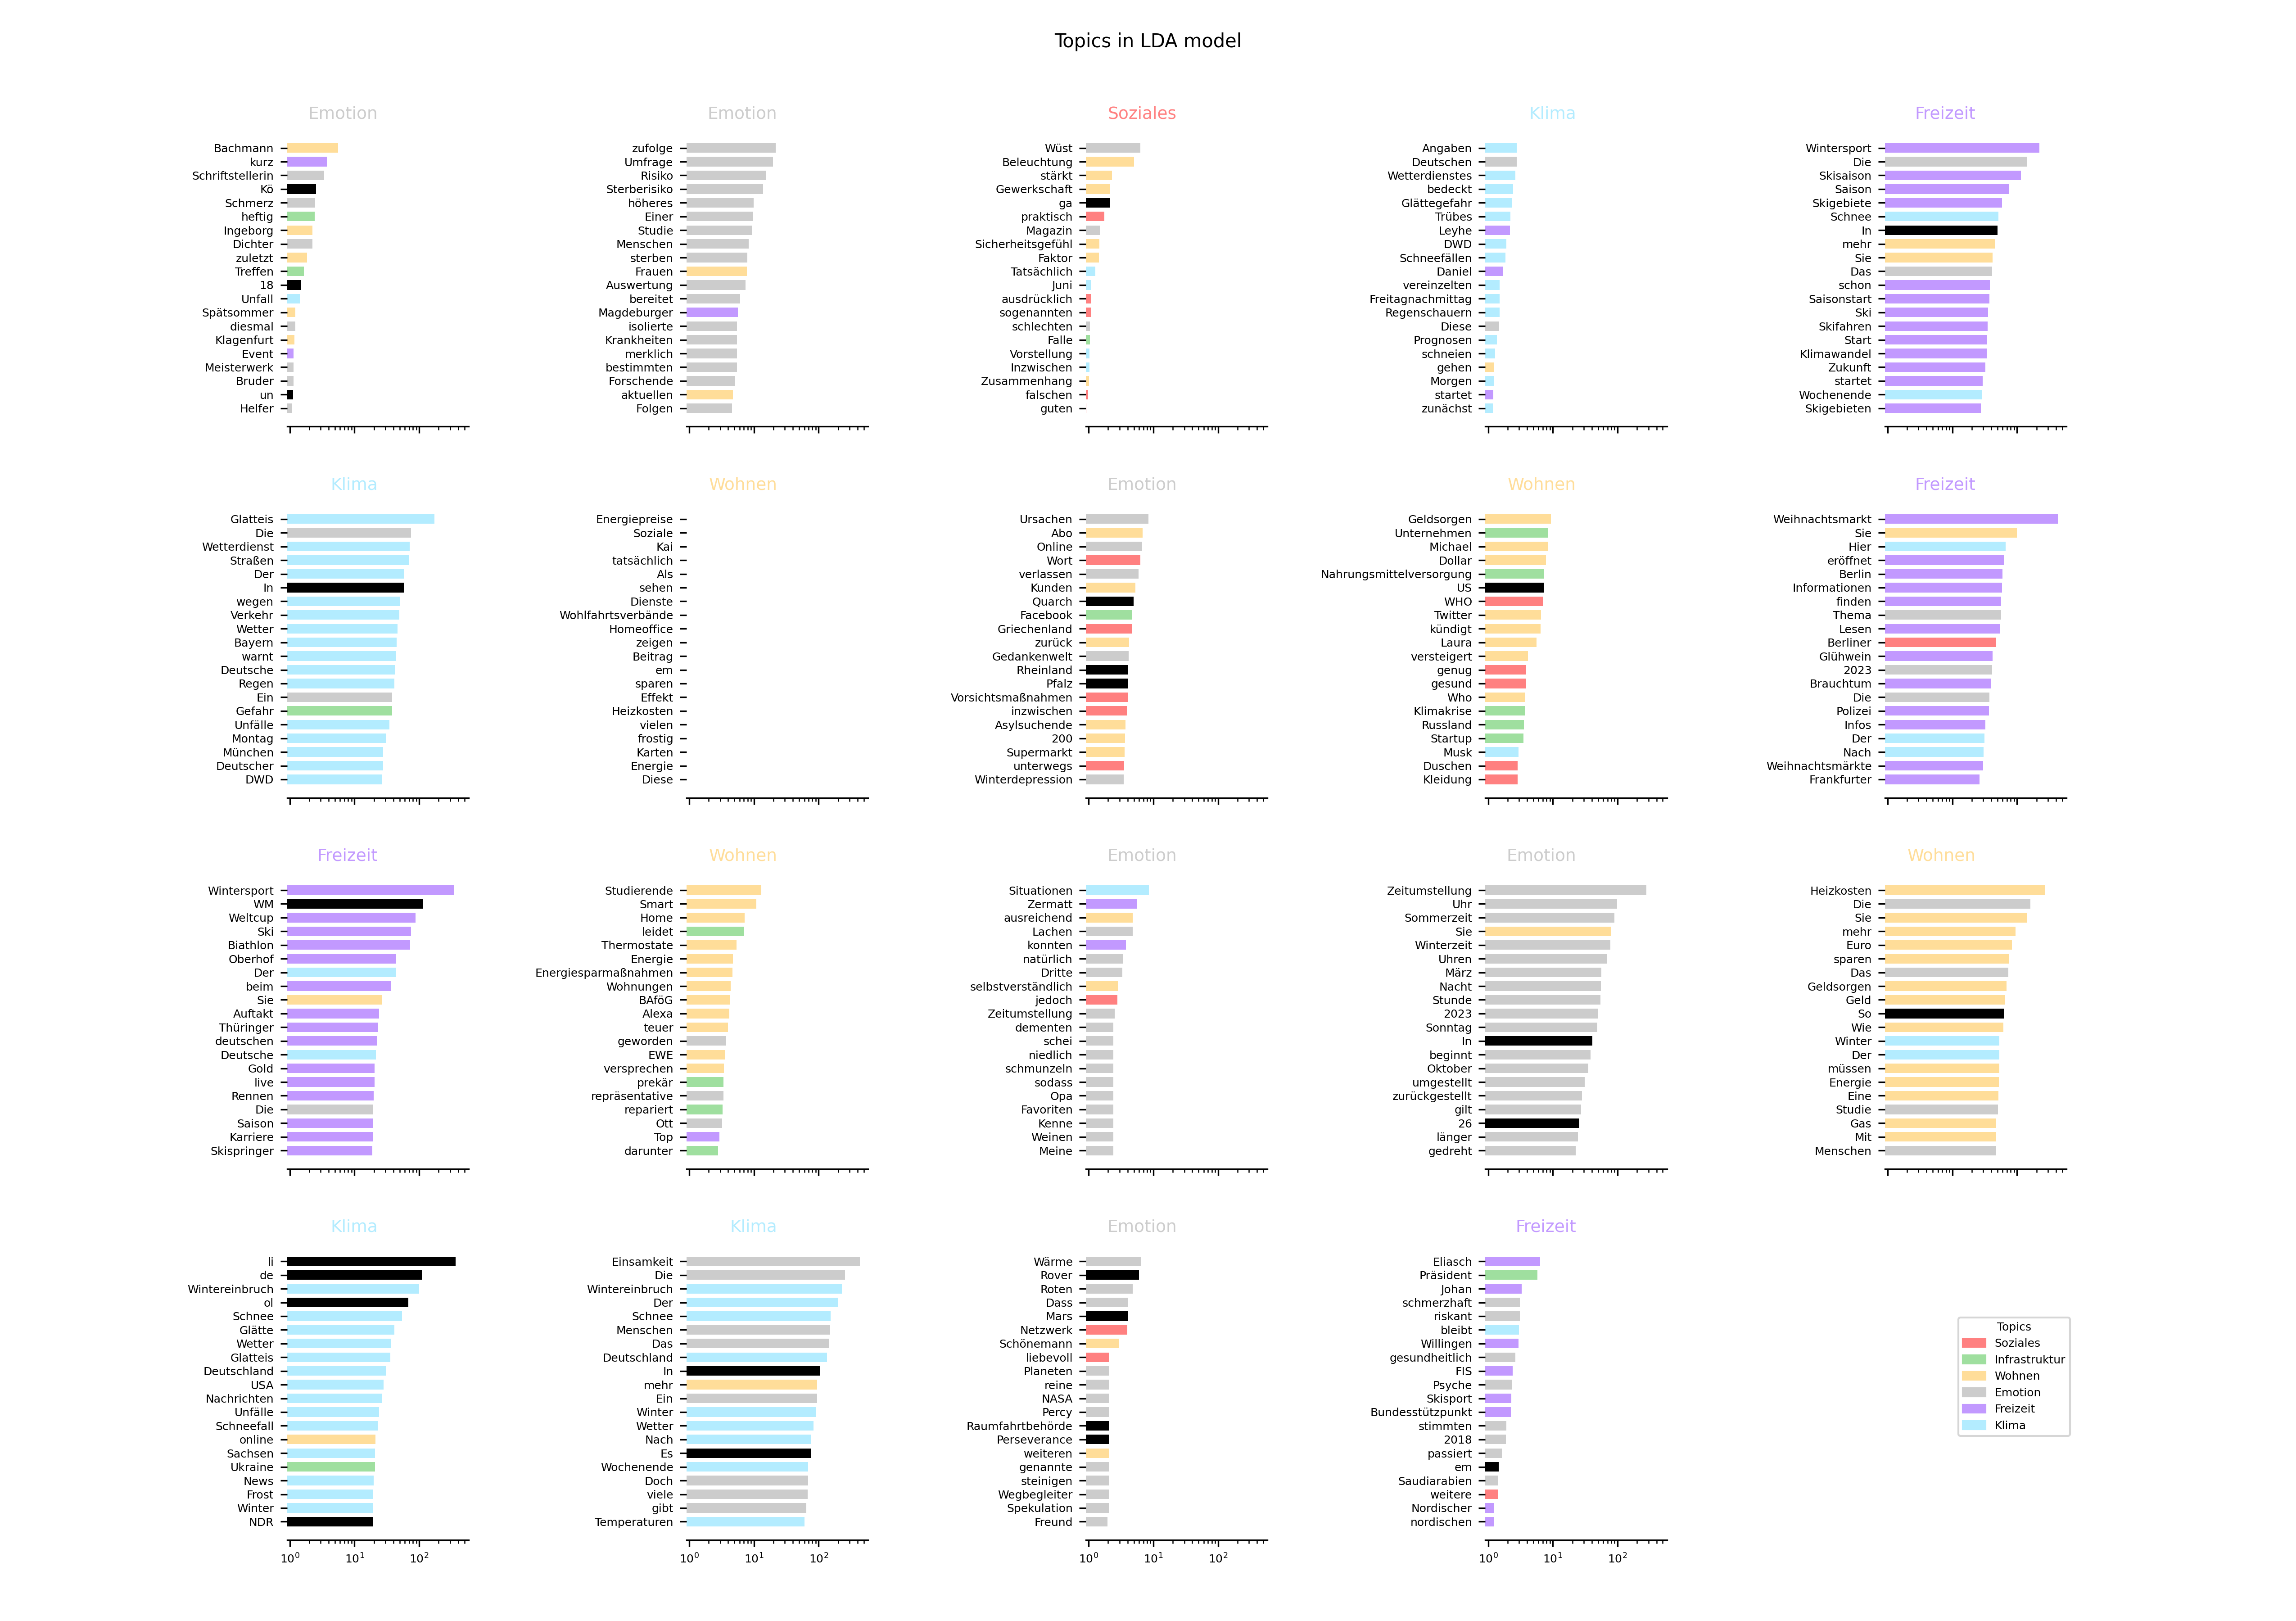 Topics in LDA model
Emotion
Bachmann
kurz
Schriftstellerin
Kö
Schmerz
heftig
Ingeborg
Dichter
zuletzt
Treffen
18
Unfall
Spätsommer
diesmal
Klagenfurt
Event
Meisterwerk
Bruder
un
Helfer
Emotion
zufolge
Umfrage
Risiko
Sterberisiko
höheres
Einer
Studie
Menschen
sterben
Frauen
Auswertung
bereitet
Magdeburger
isolierte
Krankheiten
merklich
bestimmten
Forschende
aktuellen
Folgen
Soziales
Wüst
Beleuchtung
stärkt
Gewerkschaft
ga
praktisch
Magazin
Sicherheitsgefühl
Faktor
Tatsächlich
Juni
ausdrücklich
sogenannten
schlechten
Falle
Vorstellung
Inzwischen
Zusammenhang
falschen
guten
Klima
Angaben
Deutschen
Wetterdienstes
bedeckt
Glättegefahr
Trübes
Leyhe
DWD
Schneefällen
Daniel
vereinzelten
Freitagnachmittag
Regenschauern
Diese
Prognosen
schneien
gehen
Morgen
startet
zunächst
Freizeit
Wintersport
Die
Skisaison
Saison
Skigebiete
Schnee
In
mehr
Sie
Das
schon
Saisonstart
Ski
Skifahren
Start
Klimawandel
Zukunft
startet
Wochenende
Skigebieten
Klima
Glatteis
Die
Wetterdienst
Straßen
Der
In
wegen
Verkehr
Wetter
Bayern
warnt
Deutsche
Regen
Ein
Gefahr
Unfälle
Montag
München
Deutscher
DWD
Wohnen
Energiepreise
Soziale
Kai
tatsächlich
Als
sehen
Dienste
Wohlfahrtsverbände
Homeoffice
zeigen
Beitrag
em
sparen
Effekt
Heizkosten
vielen
frostig
Karten
Energie
Diese
Emotion
Ursachen
Abo
Online
Wort
verlassen
Kunden
Quarch
Facebook
Griechenland
zurück
Gedankenwelt
Rheinland
Pfalz
Vorsichtsmaßnahmen
inzwischen
Asylsuchende
200
Supermarkt
unterwegs
Winterdepression
Wohnen
Geldsorgen
Unternehmen
Michael
Dollar
Nahrungsmittelversorgung
US
WHO
Twitter
kündigt
Laura
versteigert
genug
gesund
Who
Klimakrise
Russland
Startup
Musk
Duschen
Kleidung
Freizeit
Weihnachtsmarkt
Sie
Hier
eröffnet
Berlin
Informationen
finden
Thema
Lesen
Berliner
Glühwein
2023
Brauchtum
Die
Polizei
Infos
Der
Nach
Weihnachtsmärkte
Frankfurter
Freizeit
Wintersport
WM
Weltcup
Ski
Biathlon
Oberhof
Der
beim
Sie
Auftakt
Thüringer
deutschen
Deutsche
Gold
live
Rennen
Die
Saison
Karriere
Skispringer
Wohnen
Studierende
Smart
Home
leidet
Thermostate
Energie
Energiesparmaßnahmen
Wohnungen
BAföG
Alexa
teuer
geworden
EWE
versprechen
prekär
repräsentative
repariert
Ott
Top
darunter
Emotion
Situationen
Zermatt
ausreichend
Lachen
konnten
natürlich
Dritte
selbstverständlich
jedoch
Zeitumstellung
dementen
schei
niedlich
schmunzeln
sodass
Opa
Favoriten
Kenne
Weinen
Meine
Emotion
Zeitumstellung
Uhr
Sommerzeit
Sie
Winterzeit
Uhren
März
Nacht
Stunde
2023
Sonntag
In
beginnt
Oktober
umgestellt
zurückgestellt
gilt
26
länger
gedreht
Wohnen
Heizkosten
Die
Sie
mehr
Euro
sparen
Das
Geldsorgen
Geld
So
Wie
Winter
Der
müssen
Energie
Eine
Studie
Gas
Mit
Menschen
Klima
li
de
Wintereinbruch
ol
Schnee
Glätte
Wetter
Glatteis
Deutschland
USA
Nachrichten
Unfälle
Schneefall
online
Sachsen
Ukraine
News
Frost
Winter
NDR
10⁰ 10¹ 10²
Klima
Einsamkeit
Die
Wintereinbruch
Der
Schnee
Menschen
Das
Deutschland
In
mehr
Ein
Winter
Wetter
Nach
Es
Wochenende
Doch
viele
gibt
Temperaturen
10⁰ 10¹ 10²
Emotion
Wärme
Rover
Roten
Dass
Mars
Netzwerk
Schönemann
liebevoll
Planeten
reine
NASA
Percy
Raumfahrtbehörde
Perseverance
weiteren
genannte
steinigen
Wegbegleiter
Spekulation
Freund
10⁰ 10¹ 10²
Freizeit
Eliasch
Präsident
Johan
schmerzhaft
riskant
bleibt
Willingen
gesundheitlich
FIS
Psyche
Skisport
Bundesstützpunkt
stimmten
2018
passiert
em
Saudiarabien
weitere
Nordischer
nordischen
10⁰ 10¹ 10²
Topics
Soziales
Infrastruktur
Wohnen
Emotion
Freizeit
Klima